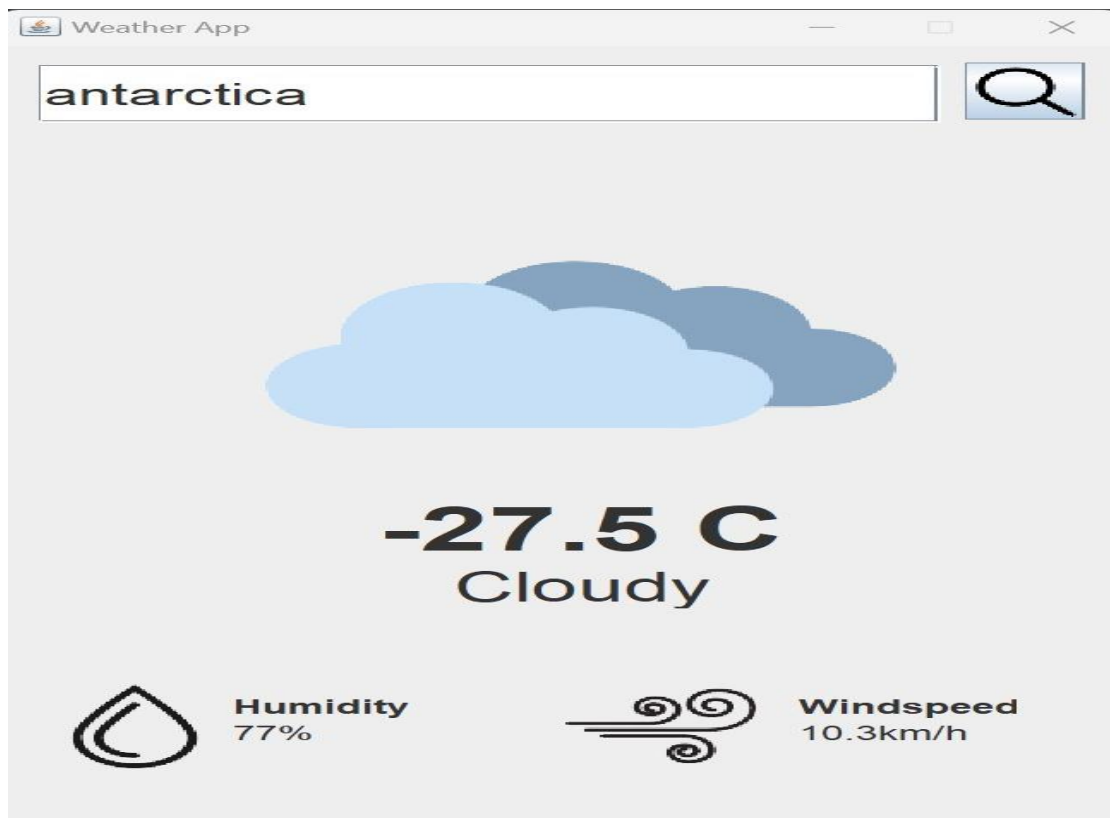 Weather App
antarctica
-27.5 C
Cloudy
Humidity
77%
Windspeed
10.3km/h